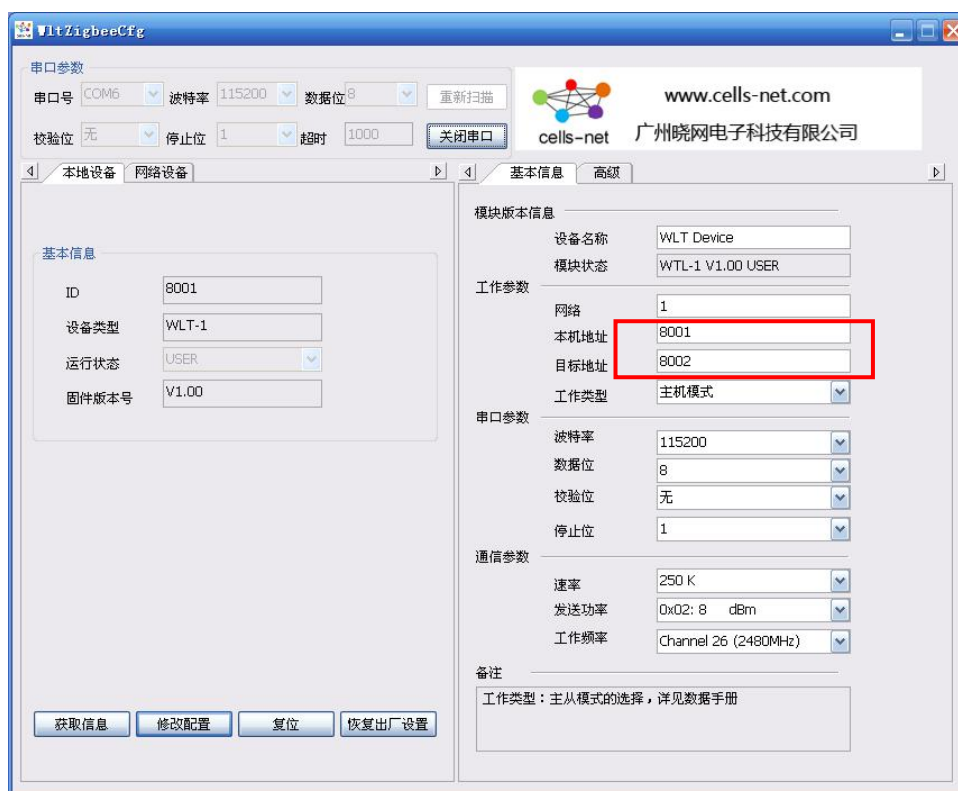 WltZigbeeCfg
串口参数
串口号 COM6 波特率 115200 数据位 8 重新扫描
校验位 无 停止位 1 超时 1000 关闭串口
cells-net
www.cells-net.com
广州晓网电子科技有限公司
本地设备 网络设备
基本信息
ID 8001
设备类型 WLT-1
运行状态 USER
固件版本号 V1.00
获取信息 修改配置 复位 恢复出厂设置
基本信息 高级
模块版本信息
设备名称 WLT Device
模块状态 WTL-1 V1.00 USER
工作参数
网络 1
本机地址 8001
目标地址 8002
工作类型 主机模式
串口参数
波特率 115200
数据位 8
校验位 无
停止位 1
通信参数
速率 250 K
发送功率 0x02: 8 dBm
工作频率 Channel 26 (2480MHz)
备注
工作类型：主从模式的选择，详见数据手册